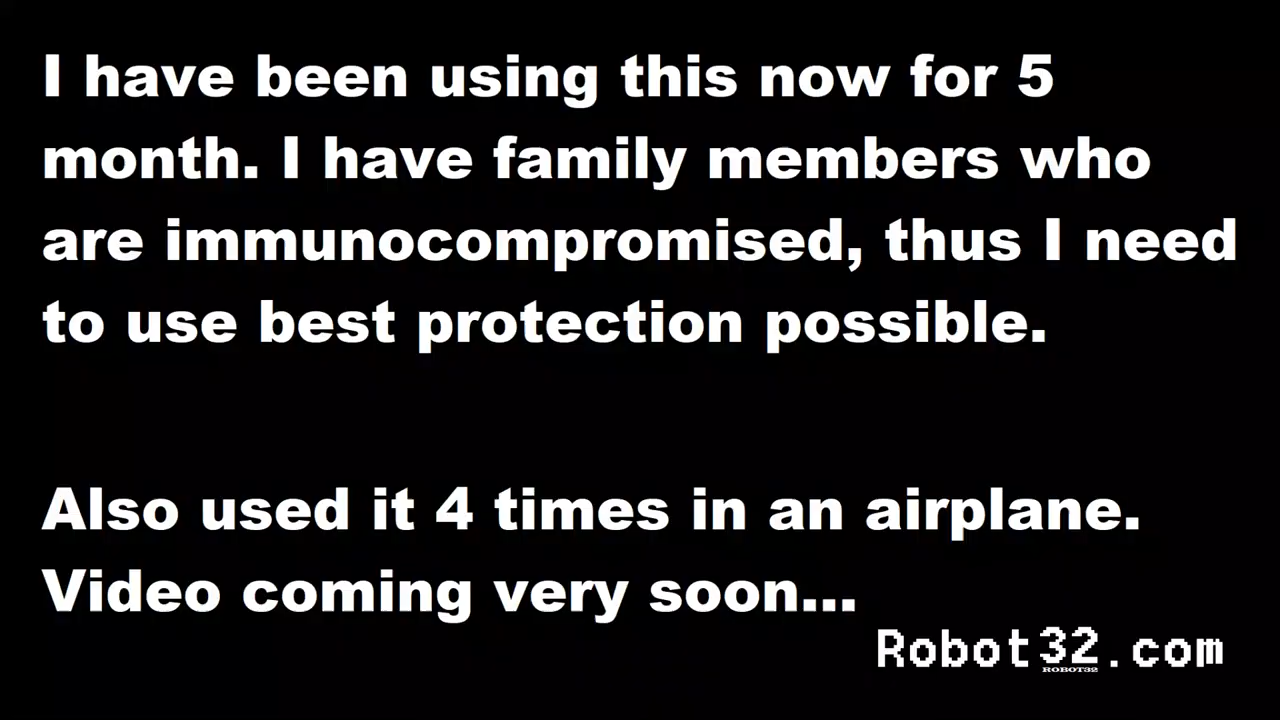 I have been using this now for 5
month. I have family members who
are immunocompromised, thus I need
to use best protection possible.
Also used it 4 times in an airplane.
Video coming very soon...
Robot32.com
ROBOT32